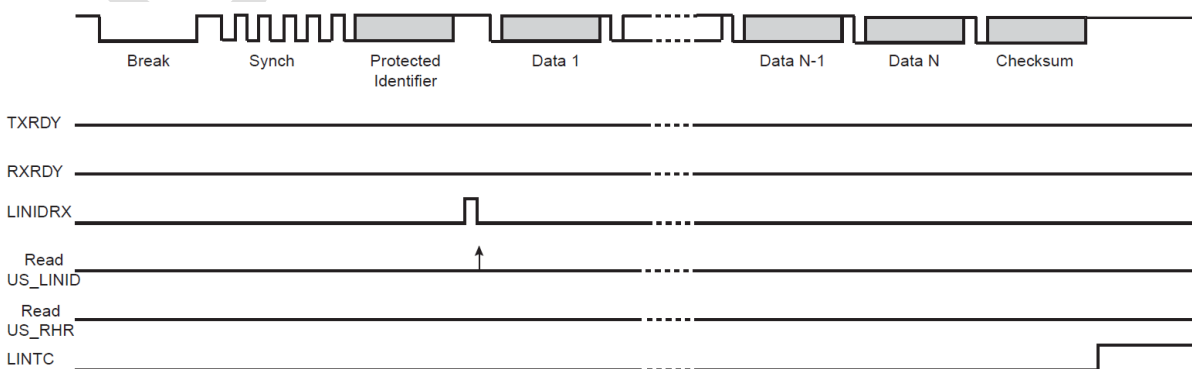 Break Synch Protected Identifier Data 1 Data N-1 Data N Checksum
TXRDY
RXRDY
LINIDRX
Read
US_LINID
Read
US_RHR
LINTC